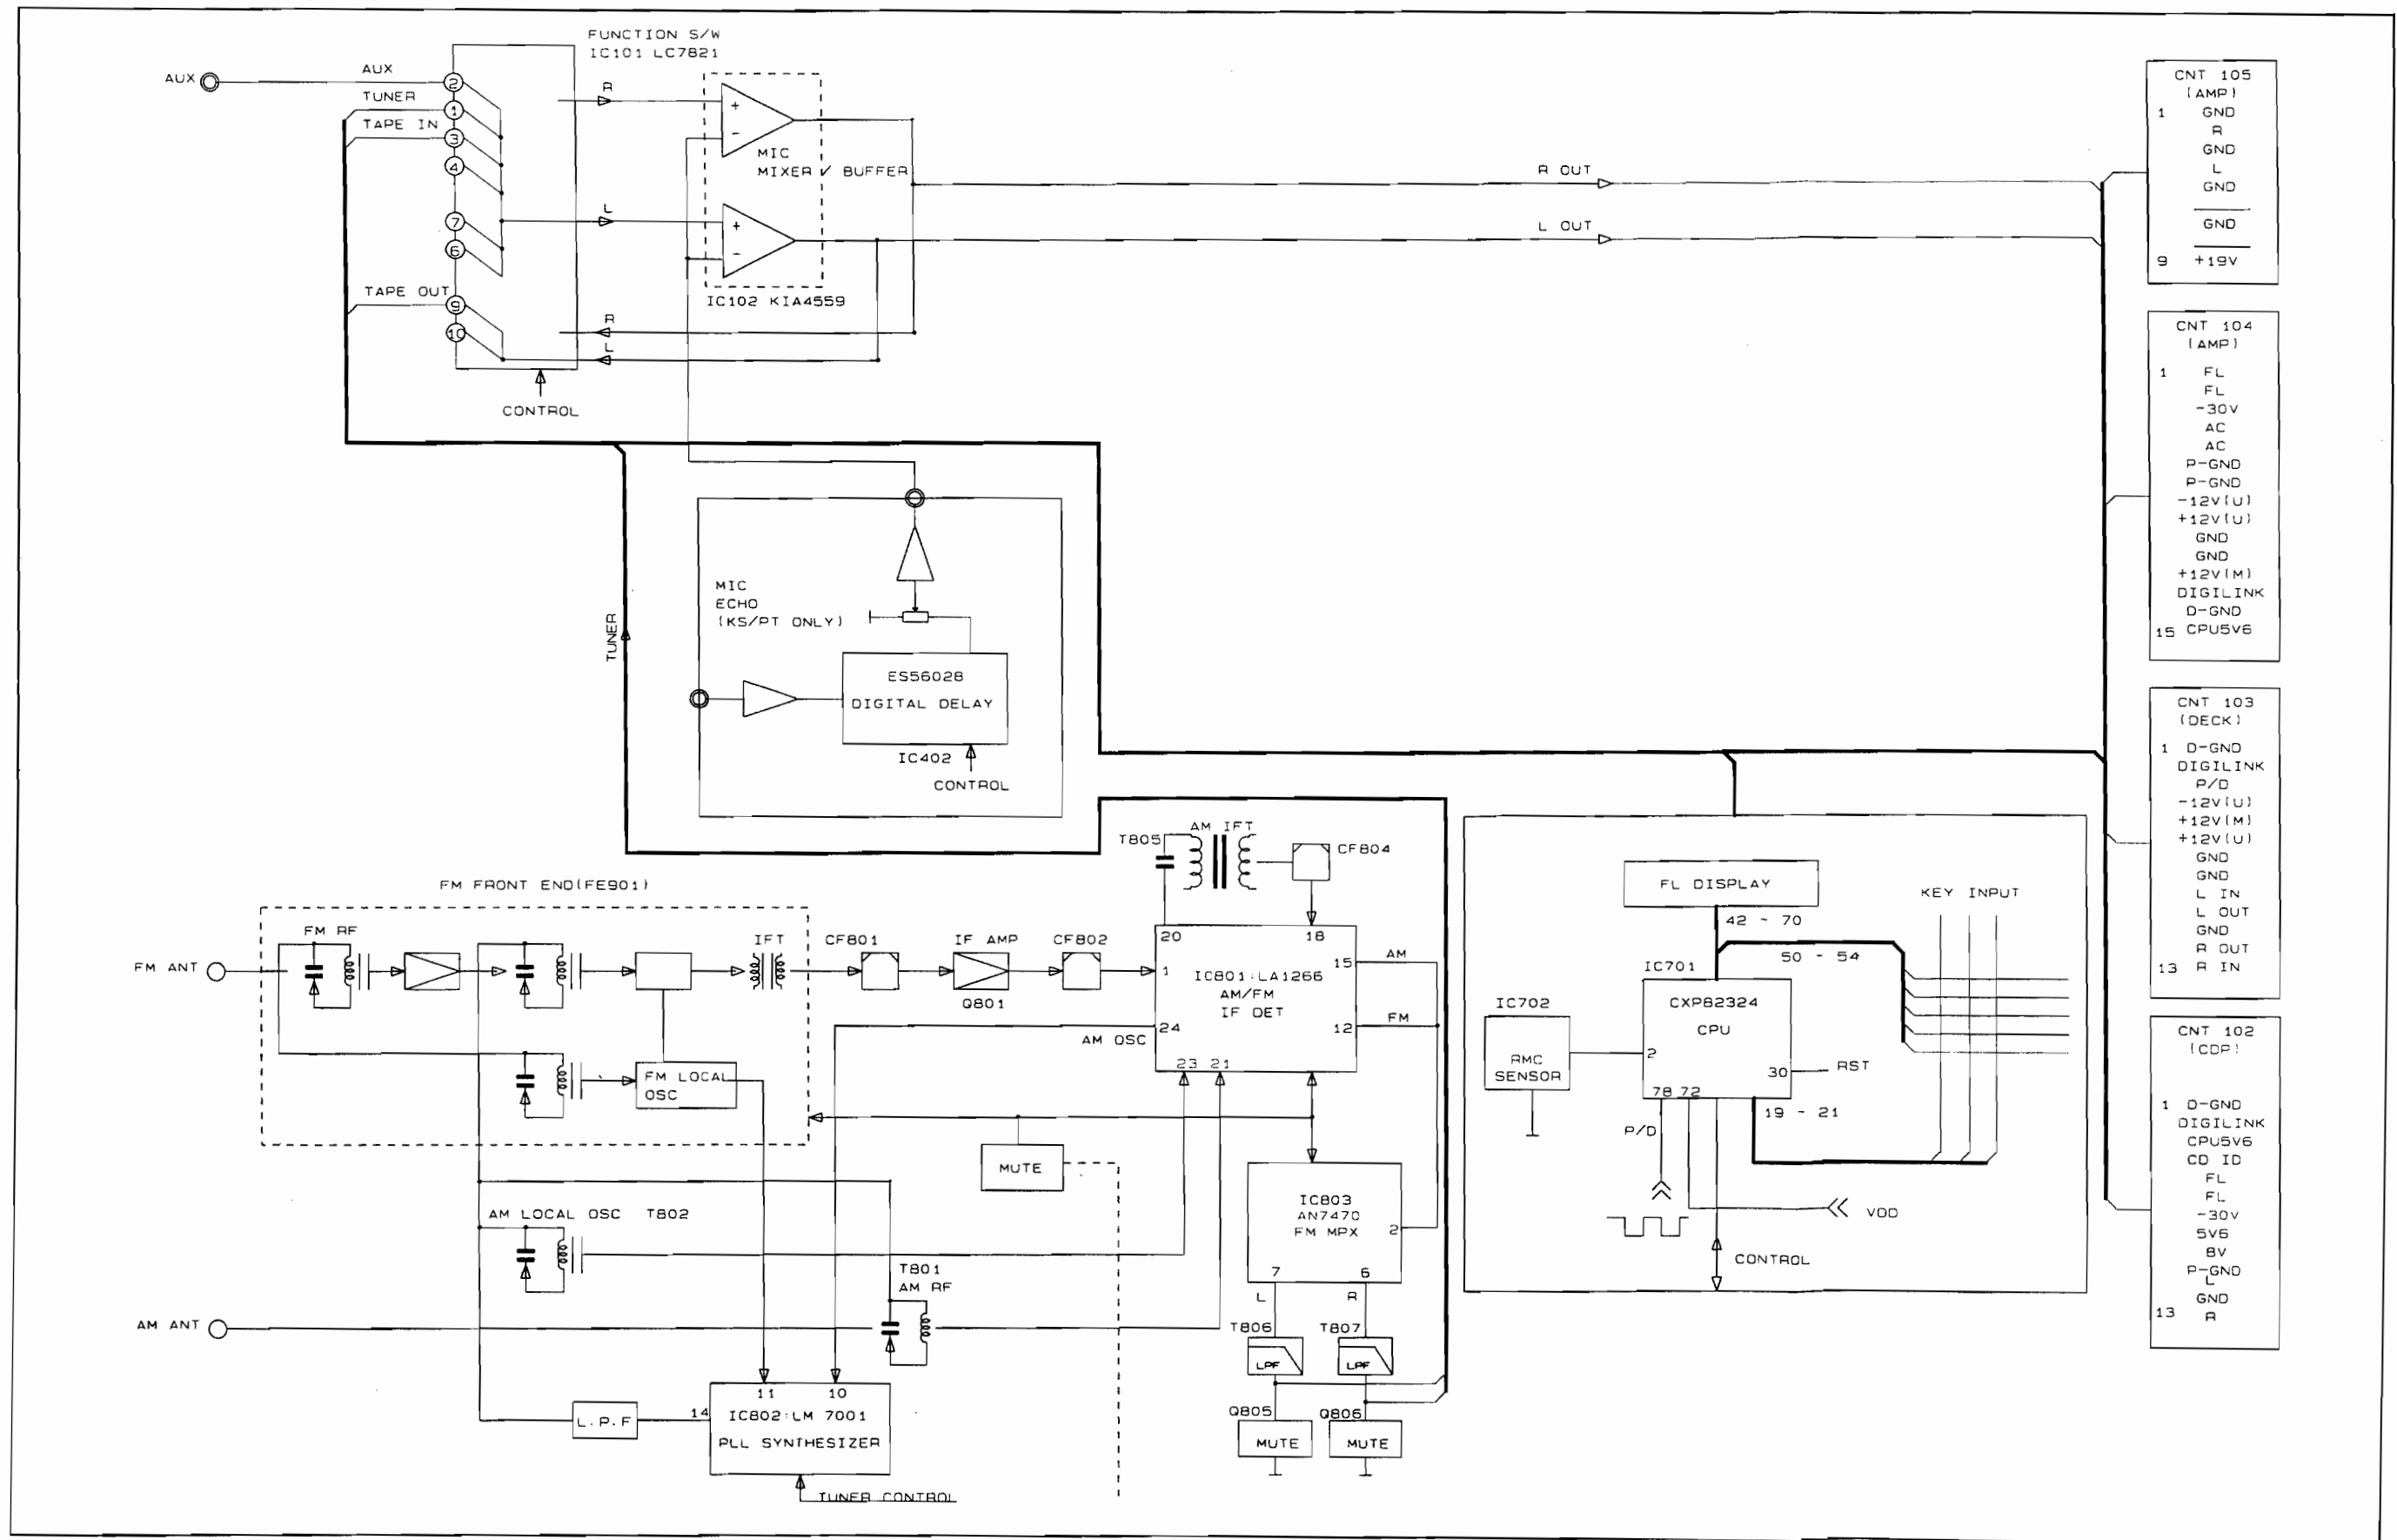 FUNCTION S/W
IC101 LC7821
AUX
AUX
TUNER
TAPE IN
TAPE OUT
2
1
3
4
7
6
9
10
R
L
R
L
CONTROL
+
-
MIC
MIXER / BUFFER
+
-
IC102 KIA4559
R OUT
L OUT
CNT 105
(AMP)
1 GND
R
GND
L
GND
GND
9 +19V
CNT 104
(AMP)
1 FL
FL
-30V
AC
AC
P-GND
P-GND
-12V(U)
+12V(U)
GND
GND
+12V(M)
DIGILINK
D-GND
15 CPU5V6
CNT 103
(DECK)
1 D-GND
DIGILINK
P/D
-12V(U)
+12V(M)
+12V(U)
GND
GND
L IN
L OUT
GND
R OUT
13 R IN
CNT 102
(CDP)
1 D-GND
DIGILINK
CPU5V6
CD ID
FL
FL
-30V
5V6
8V
P-GND
L
GND
13 R
TUNER
MIC
ECHO
(KS/PT ONLY)
ES56028
DIGITAL DELAY
IC402
CONTROL
FM FRONT END(FE901)
FM ANT
FM RF
IFT
CF801
IF AMP
Q801
CF802
FM LOCAL
OSC
T805
AM IFT
CF804
20
18
1
15
AM
IC801:LA1266
AM/FM
IF DET
24
12
FM
AM OSC
23 21
MUTE
AM LOCAL OSC T802
T801
AM RF
AM ANT
IC803
AN7470
FM MPX
2
7
6
L
R
T806
T807
LPF
LPF
Q805
Q806
MUTE
MUTE
11
10
14
IC802:LM 7001
PLL SYNTHESIZER
L.P.F
TUNER CONTROL
FL DISPLAY
42 - 70
50 - 54
KEY INPUT
IC701
CXP82324
CPU
IC702
RMC
SENSOR
2
30
RST
78 72
19 - 21
P/D
VDD
CONTROL